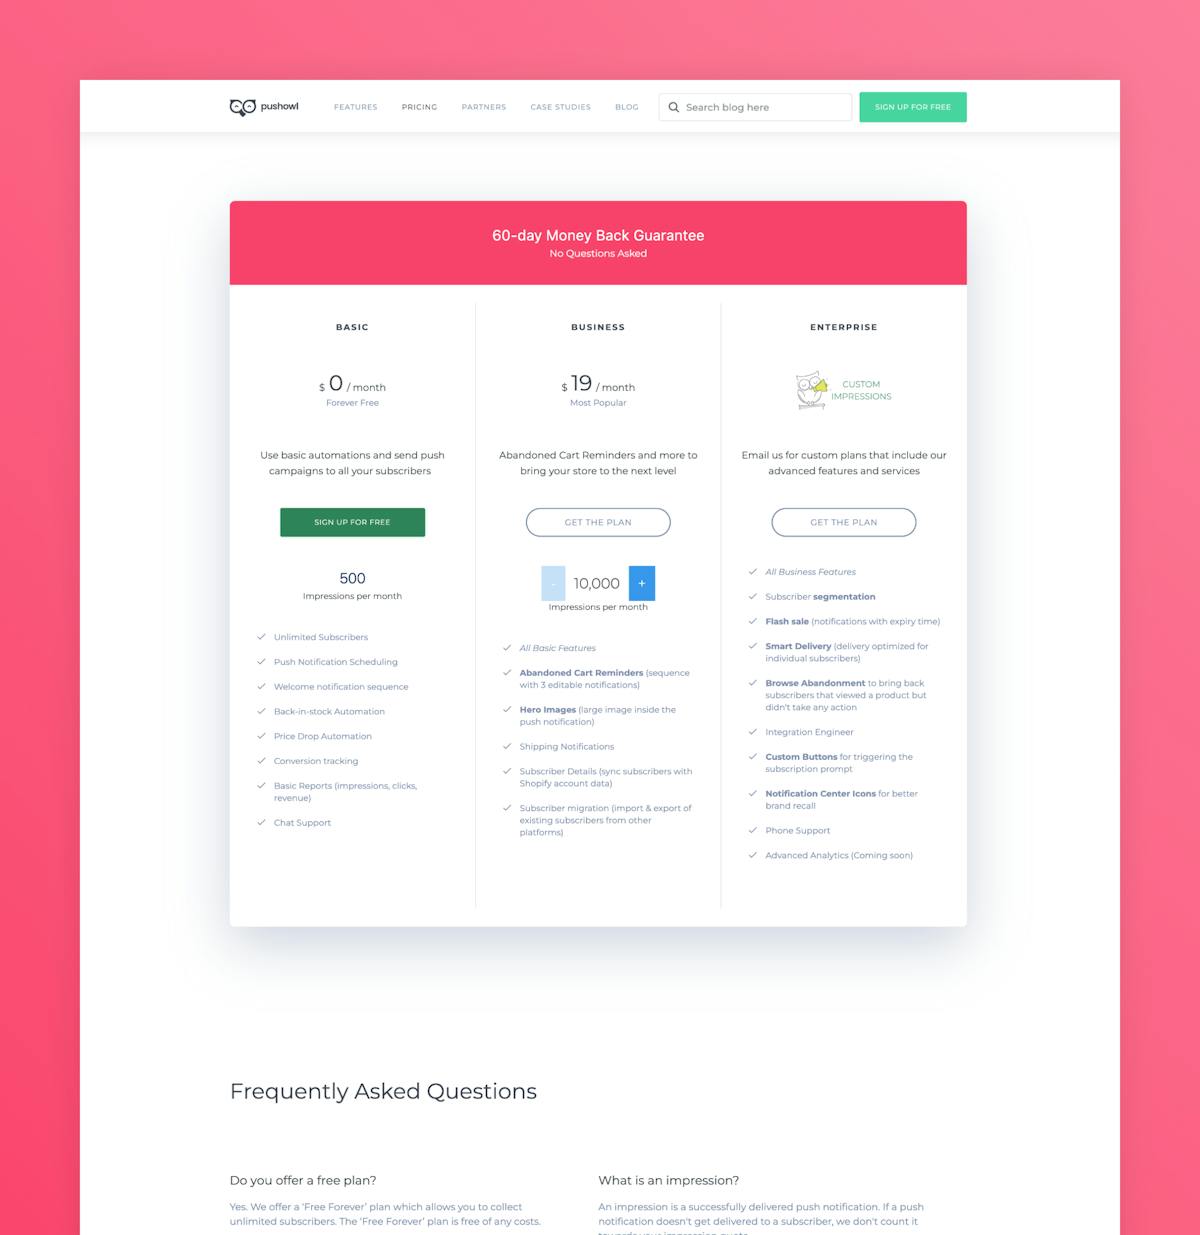 pushowl
FEATURES
PRICING
PARTNERS
CASE STUDIES
BLOG
Search blog here
SIGN UP FOR FREE
60-day Money Back Guarantee
No Questions Asked
BASIC
$ 0 / month
Forever Free
Use basic automations and send push
campaigns to all your subscribers
SIGN UP FOR FREE
500
Impressions per month
Unlimited Subscribers
Push Notification Scheduling
Welcome notification sequence
Back-in-stock Automation
Price Drop Automation
Conversion tracking
Basic Reports (impressions, clicks,
revenue)
Chat Support
BUSINESS
$ 19 / month
Most Popular
Abandoned Cart Reminders and more to
bring your store to the next level
GET THE PLAN
- 10,000 +
Impressions per month
All Basic Features
Abandoned Cart Reminders (sequence
with 3 editable notifications)
Hero Images (large image inside the
push notification)
Shipping Notifications
Subscriber Details (sync subscribers with
Shopify account data)
Subscriber migration (import & export of
existing subscribers from other
platforms)
ENTERPRISE
CUSTOM
IMPRESSIONS
Email us for custom plans that include our
advanced features and services
GET THE PLAN
All Business Features
Subscriber segmentation
Flash sale (notifications with expiry time)
Smart Delivery (delivery optimized for
individual subscribers)
Browse Abandonment to bring back
subscribers that viewed a product but
didn't take any action
Integration Engineer
Custom Buttons for triggering the
subscription prompt
Notification Center Icons for better
brand recall
Phone Support
Advanced Analytics (Coming soon)
Frequently Asked Questions
Do you offer a free plan?
Yes. We offer a 'Free Forever' plan which allows you to collect
unlimited subscribers. The 'Free Forever' plan is free of any costs.
What is an impression?
An impression is a successfully delivered push notification. If a push
notification doesn't get delivered to a subscriber, we don't count it